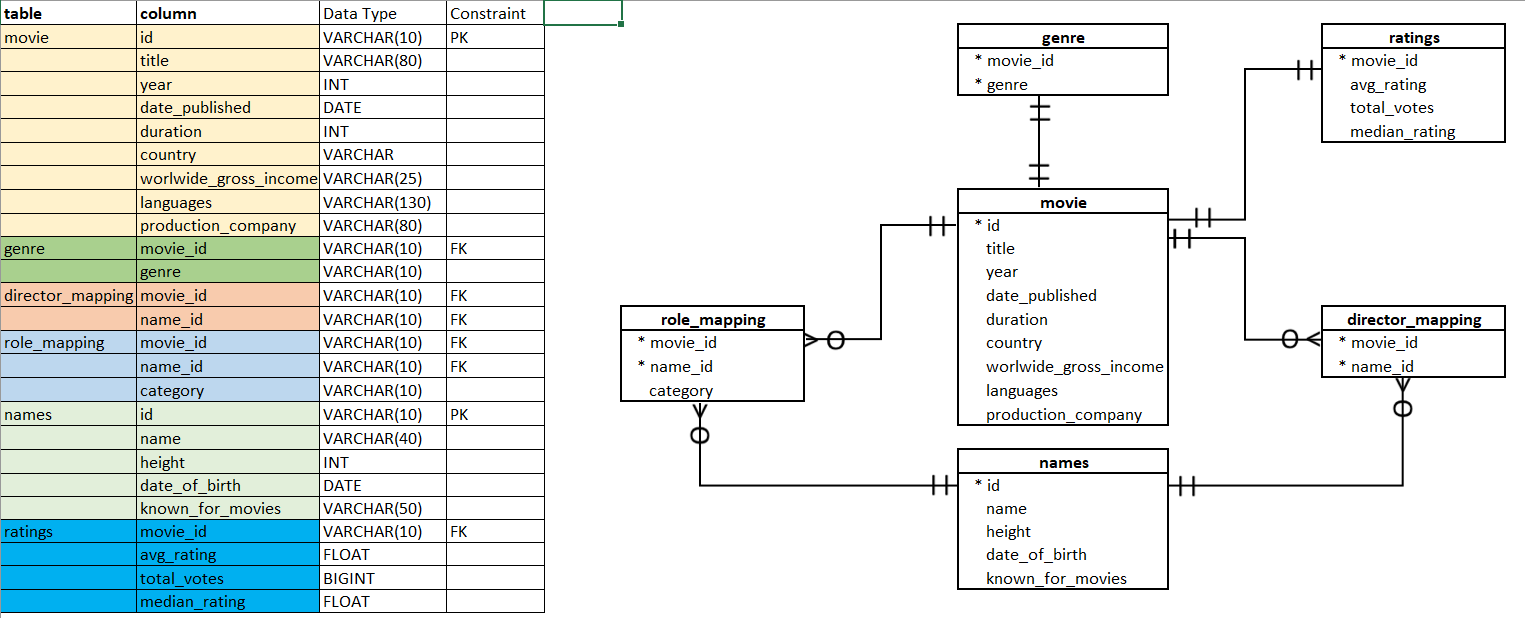 table column Data Type Constraint
movie id VARCHAR(10) PK
title VARCHAR(80)
year INT
date_published DATE
duration INT
country VARCHAR
worlwide_gross_income VARCHAR(25)
languages VARCHAR(130)
production_company VARCHAR(80)
genre movie_id VARCHAR(10) FK
genre VARCHAR(10)
director_mapping movie_id VARCHAR(10) FK
name_id VARCHAR(10) FK
role_mapping movie_id VARCHAR(10) FK
name_id VARCHAR(10) FK
category VARCHAR(10)
names id VARCHAR(10) PK
name VARCHAR(40)
height INT
date_of_birth DATE
known_for_movies VARCHAR(50)
ratings movie_id VARCHAR(10) FK
avg_rating FLOAT
total_votes BIGINT
median_rating FLOAT
genre
* movie_id
* genre
ratings
* movie_id
avg_rating
total_votes
median_rating
movie
* id
title
year
date_published
duration
country
worlwide_gross_income
languages
production_company
role_mapping
* movie_id
* name_id
category
director_mapping
* movie_id
* name_id
names
* id
name
height
date_of_birth
known_for_movies